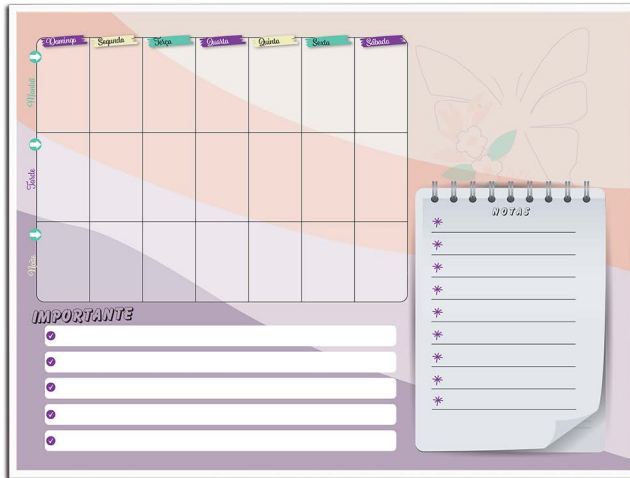 Domingo Segunda Terça Quarta Quinta Sexta Sábado
Manhã
Tarde
Noite
NOTAS
IMPORTANTE